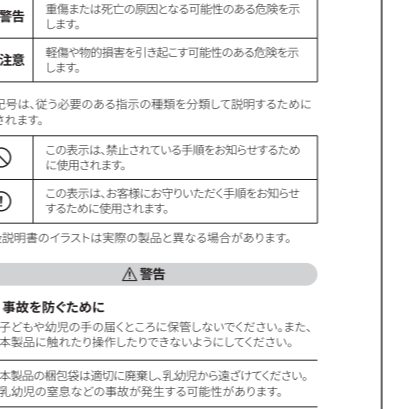 重傷または死亡の原因となる可能性のある危険を示
警告
します。
軽傷や物的損害を引き起こす可能性のある危険を示
注意
します。
記号は、従う必要のある指示の種類を分類して説明するために
されます。
この表示は、禁止されている手順をお知らせするため
に使用されます。
この表示は、お客様にお守りいただく手順をお知らせ
するために使用されます。
説明書のイラストは実際の製品と異なる場合があります。
警告
事故を防ぐために
子どもや幼児の手の届くところに保管しないでください。また、
本製品に触れたり操作したりできないようにしてください。
本製品の梱包袋は適切に廃棄し、乳幼児から遠ざけてください。
乳幼児の窒息などの事故が発生する可能性があります。